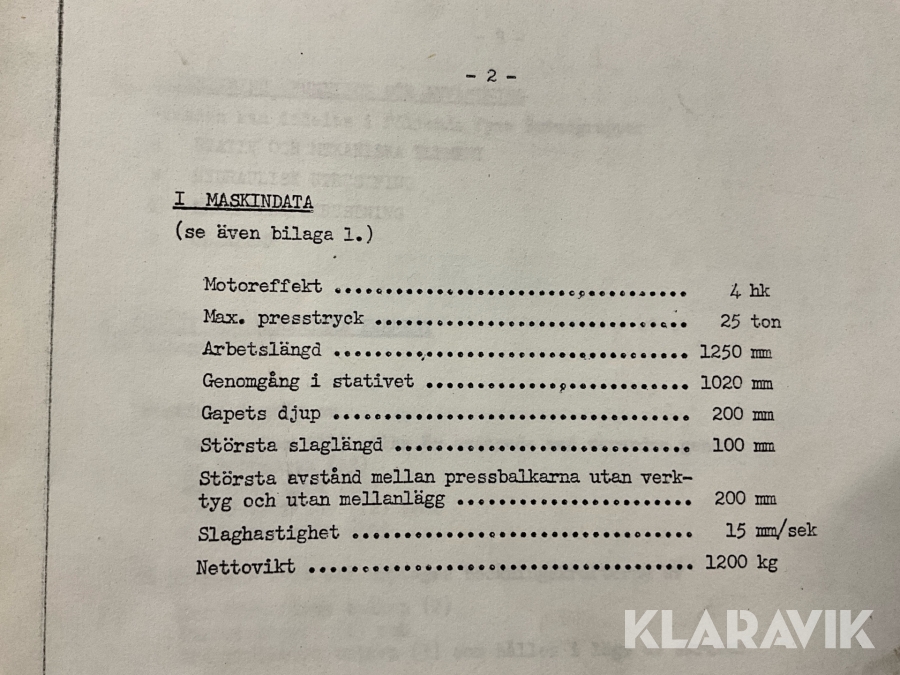 - 2 -
I MASKINDATA
(se även bilaga 1.)
Motoreffekt .................................. 4 hk
Max. presstryck .............................. 25 ton
Arbetslängd .................................. 1250 mm
Genomgång i stativet ......................... 1020 mm
Gapets djup .................................. 200 mm
Största slaglängd ............................ 100 mm
Största avstånd mellan pressbalkarna utan verk-
tyg och utan mellanlägg ...................... 200 mm
Slaghastighet ................................ 15 mm/sek
Nettovikt .................................... 1200 kg
KLARAVIK